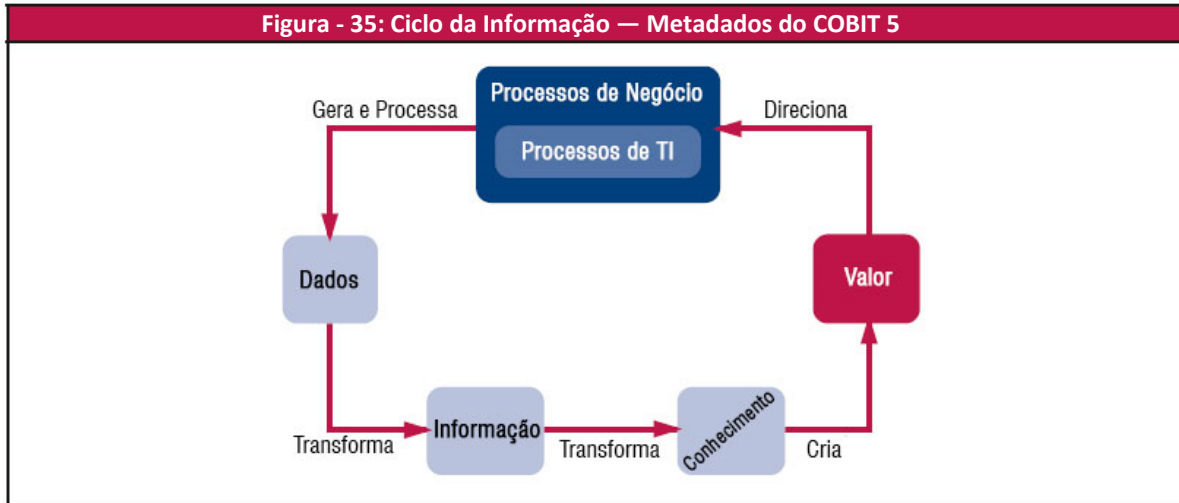 Figura - 35: Ciclo da Informação — Metadados do COBIT 5
Processos de Negócio
Gera e Processa
Direciona
Processos de TI
Dados
Valor
Informação
Conhecimento
Transforma
Transforma
Cria